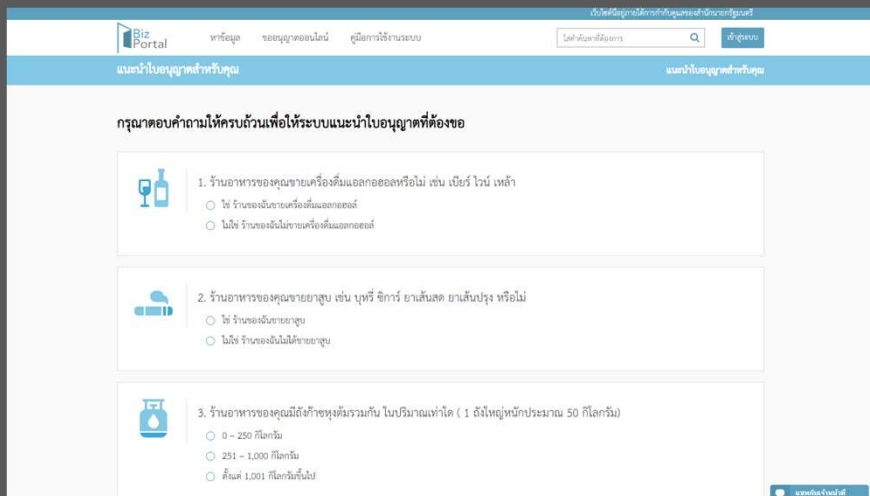 เว็บไซต์นี้อยู่ภายใต้การกำกับดูแลของสำนักนายกรัฐมนตรี
Biz Portal
หาข้อมูล ขออนุญาตออนไลน์ คู่มือการใช้งานระบบ
ใส่คำค้นหาที่ต้องการ
เข้าสู่ระบบ
แนะนำใบอนุญาตสำหรับคุณ
แนะนำใบอนุญาตสำหรับคุณ
กรุณาตอบคำถามให้ครบถ้วนเพื่อให้ระบบแนะนำใบอนุญาตที่ต้องขอ
1. ร้านอาหารของคุณขายเครื่องดื่มแอลกอฮอลหรือไม่ เช่น เบียร์ ไวน์ เหล้า
ใช่ ร้านของฉันขายเครื่องดื่มแอลกอฮอล์
ไม่ใช่ ร้านของฉันไม่ขายเครื่องดื่มแอลกอฮอล์
2. ร้านอาหารของคุณขายยาสูบ เช่น บุหรี่ ซิการ์ ยาเส้นสด ยาเส้นปรุง หรือไม่
ใช่ ร้านของฉันขายยาสูบ
ไม่ใช่ ร้านของฉันไม่ได้ขายยาสูบ
3. ร้านอาหารของคุณมีถังก๊าซหุงต้มรวมกัน ในปริมาณเท่าใด ( 1 ถังใหญ่หนักประมาณ 50 กิโลกรัม)
0 – 250 กิโลกรัม
251 – 1,000 กิโลกรัม
ตั้งแต่ 1,001 กิโลกรัมขึ้นไป